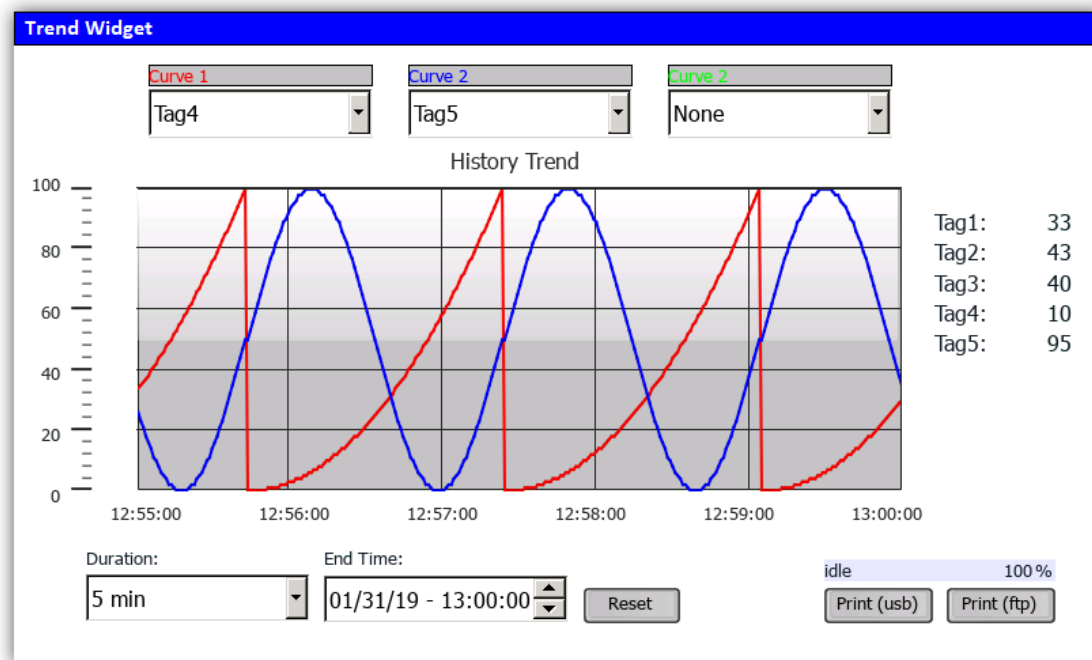 Trend Widget
Curve 1 Curve 2 Curve 2
Tag4 Tag5 None
History Trend
100
80
60
40
20
0
Tag1: 33
Tag2: 43
Tag3: 40
Tag4: 10
Tag5: 95
12:55:00 12:56:00 12:57:00 12:58:00 12:59:00 13:00:00
Duration: End Time:
5 min 01/31/19 - 13:00:00 Reset
idle 100 %
Print (usb) Print (ftp)